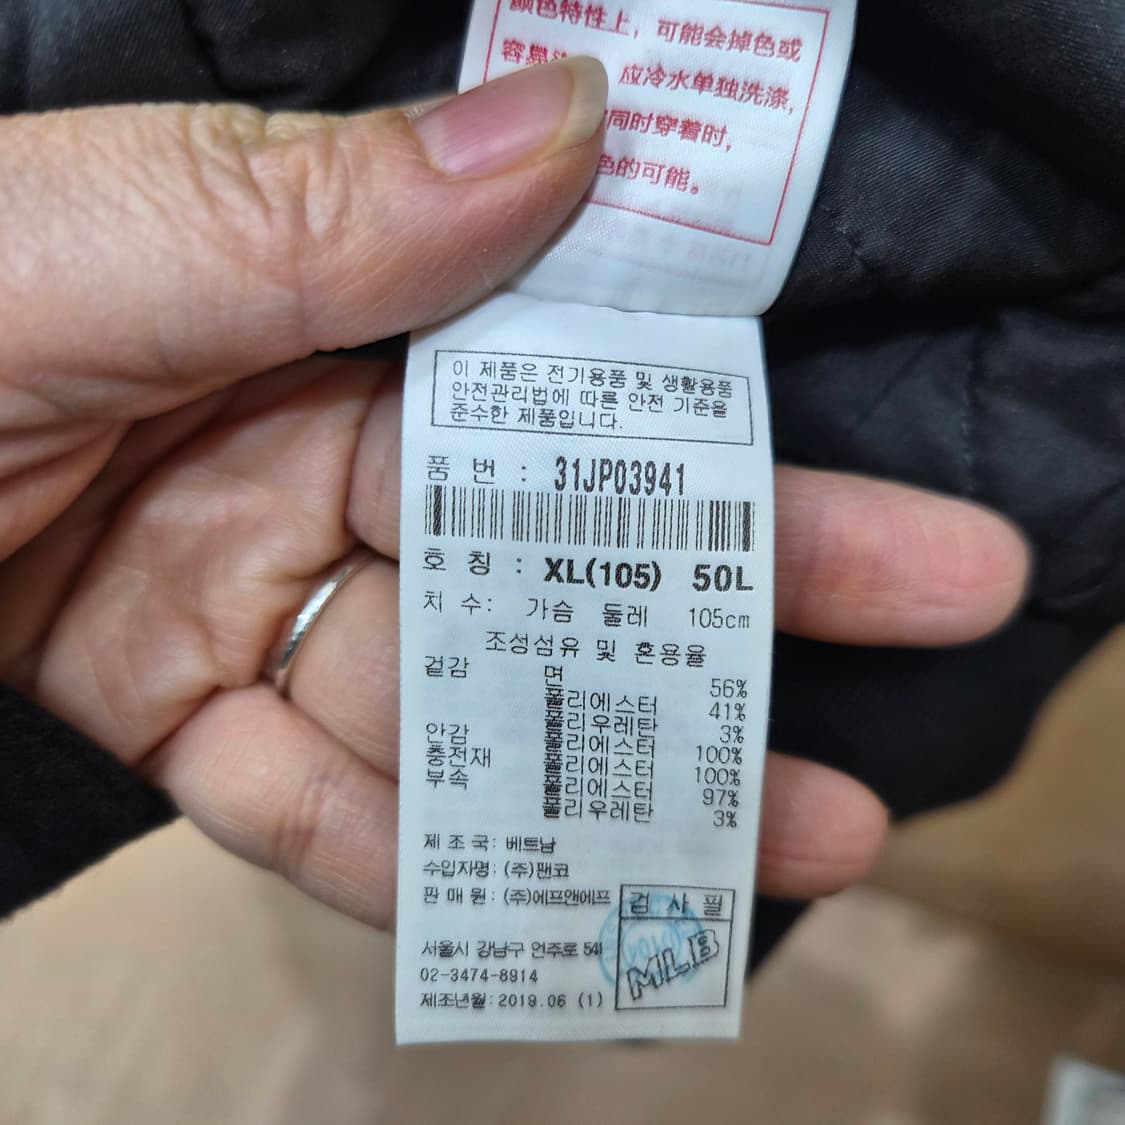 颜色特性上，可能会掉色或
容易
应冷水单独洗涤，
同时穿着时，
色的可能。
이 제품은 전기용품 및 생활용품
안전관리법에 따른 안전 기준을
준수한 제품입니다.
품 번 : 31JP03941
호 칭 : XL(105) 50L
치 수: 가슴 둘레 105cm
조성섬유 및 혼용율
겉감 면 56%
폴리에스터 41%
폴리우레탄 3%
안감 폴리에스터 100%
충전재 폴리에스터 100%
부속 폴리에스터 97%
폴리우레탄 3%
제 조 국: 베트남
수입자명: (주)팬코
판 매 원: (주)에프앤에프
검 사 필
MLB
서울시 강남구 언주로 541
02-3474-8914
제조년월: 2019.06 (1)